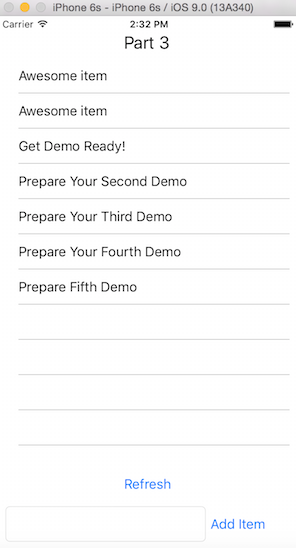 iPhone 6s - iPhone 6s / iOS 9.0 (13A340)
Carrier 2:32 PM
Part 3
Awesome item
Awesome item
Get Demo Ready!
Prepare Your Second Demo
Prepare Your Third Demo
Prepare Your Fourth Demo
Prepare Fifth Demo
Refresh
Add Item